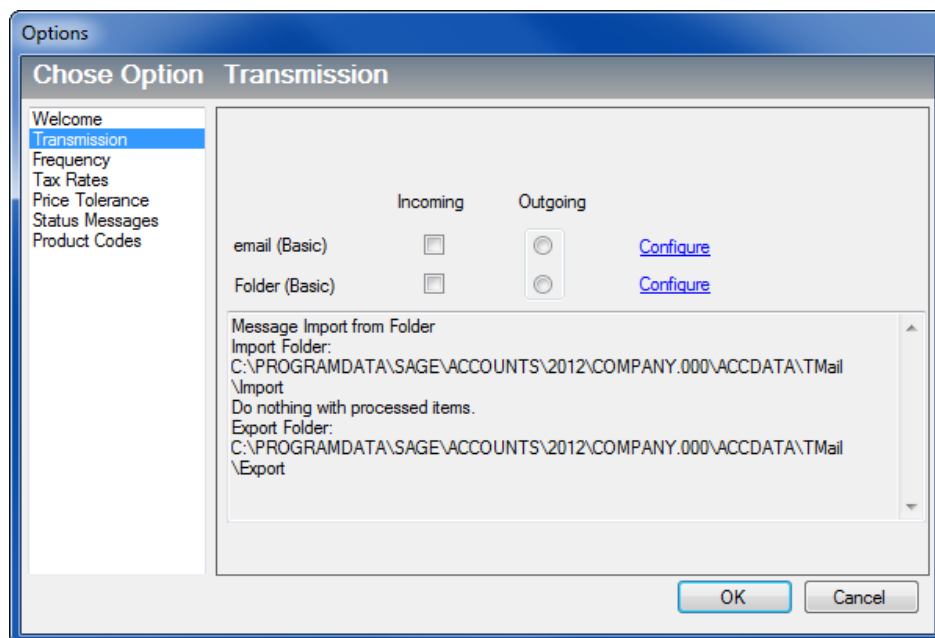 Options
Chose Option Transmission
Welcome
Transmission
Frequency
Tax Rates
Price Tolerance
Status Messages
Product Codes
Incoming Outgoing
email (Basic) Configure
Folder (Basic) Configure
Message Import from Folder
Import Folder:
C:\PROGRAMDATA\SAGE\ACCOUNTS\2012\COMPANY.000\ACCDATA\TMail
\Import
Do nothing with processed items.
Export Folder:
C:\PROGRAMDATA\SAGE\ACCOUNTS\2012\COMPANY.000\ACCDATA\TMail
\Export
OK Cancel